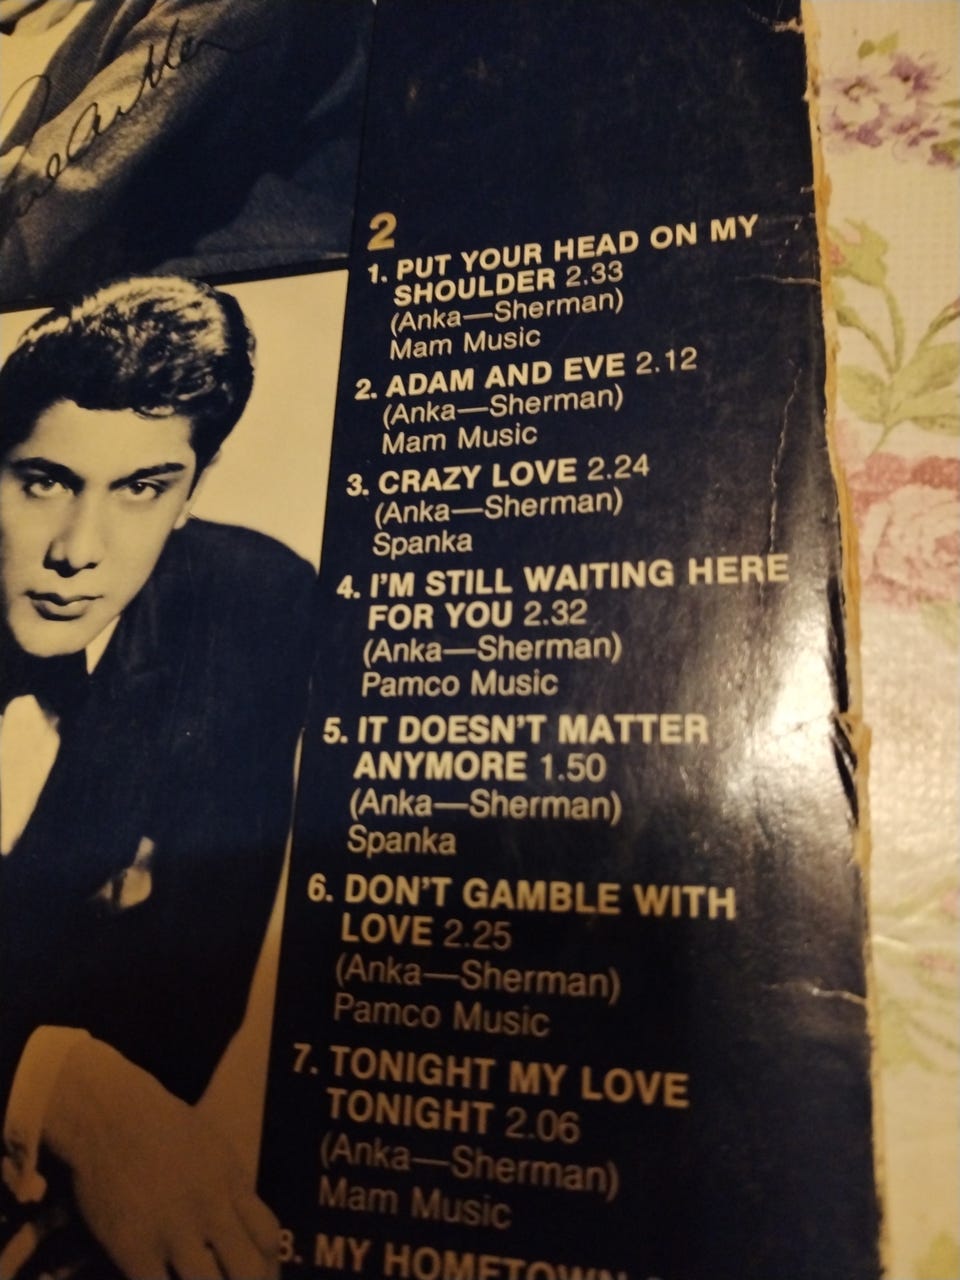 2
1. PUT YOUR HEAD ON MY
SHOULDER 2.33
(Anka—Sherman)
Mam Music
2. ADAM AND EVE 2.12
(Anka—Sherman)
Mam Music
3. CRAZY LOVE 2.24
(Anka—Sherman)
Spanka
4. I'M STILL WAITING HERE
FOR YOU 2.32
(Anka—Sherman)
Pamco Music
5. IT DOESN'T MATTER
ANYMORE 1.50
(Anka—Sherman)
Spanka
6. DON'T GAMBLE WITH
LOVE 2.25
(Anka—Sherman)
Pamco Music
7. TONIGHT MY LOVE
TONIGHT 2.06
(Anka—Sherman)
Mam Music
8. MY HOMETOWN